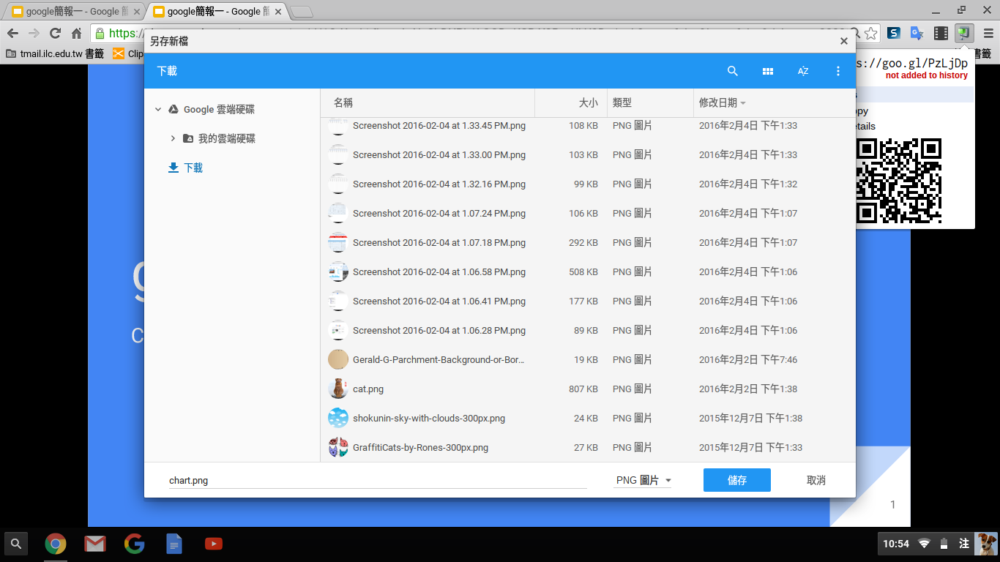 google簡報一 - Google 簡
google簡報一 - Google 簡
https:
tmail.ilc.edu.tw 書籤
Clip
書籤
另存新檔
s://goo.gl/PzLjDp
not added to history
下載
AZ
Google 雲端硬碟
我的雲端硬碟
下載
名稱 大小 類型 修改日期
Screenshot 2016-02-04 at 1.33.45 PM.png 108 KB PNG 圖片 2016年2月4日 下午1:33
Screenshot 2016-02-04 at 1.33.00 PM.png 103 KB PNG 圖片 2016年2月4日 下午1:33
Screenshot 2016-02-04 at 1.32.16 PM.png 99 KB PNG 圖片 2016年2月4日 下午1:32
Screenshot 2016-02-04 at 1.07.24 PM.png 106 KB PNG 圖片 2016年2月4日 下午1:07
Screenshot 2016-02-04 at 1.07.18 PM.png 292 KB PNG 圖片 2016年2月4日 下午1:07
Screenshot 2016-02-04 at 1.06.58 PM.png 508 KB PNG 圖片 2016年2月4日 下午1:06
Screenshot 2016-02-04 at 1.06.41 PM.png 177 KB PNG 圖片 2016年2月4日 下午1:06
Screenshot 2016-02-04 at 1.06.28 PM.png 89 KB PNG 圖片 2016年2月4日 下午1:06
Gerald-G-Parchment-Background-or-Bor... 19 KB PNG 圖片 2016年2月2日 下午7:46
cat.png 807 KB PNG 圖片 2016年2月2日 下午1:38
shokunin-sky-with-clouds-300px.png 24 KB PNG 圖片 2015年12月7日 下午1:38
GraffitiCats-by-Rones-300px.png 27 KB PNG 圖片 2015年12月7日 下午1:33
opy
etails
chart.png
PNG 圖片
儲存
取消
1
10:54
注